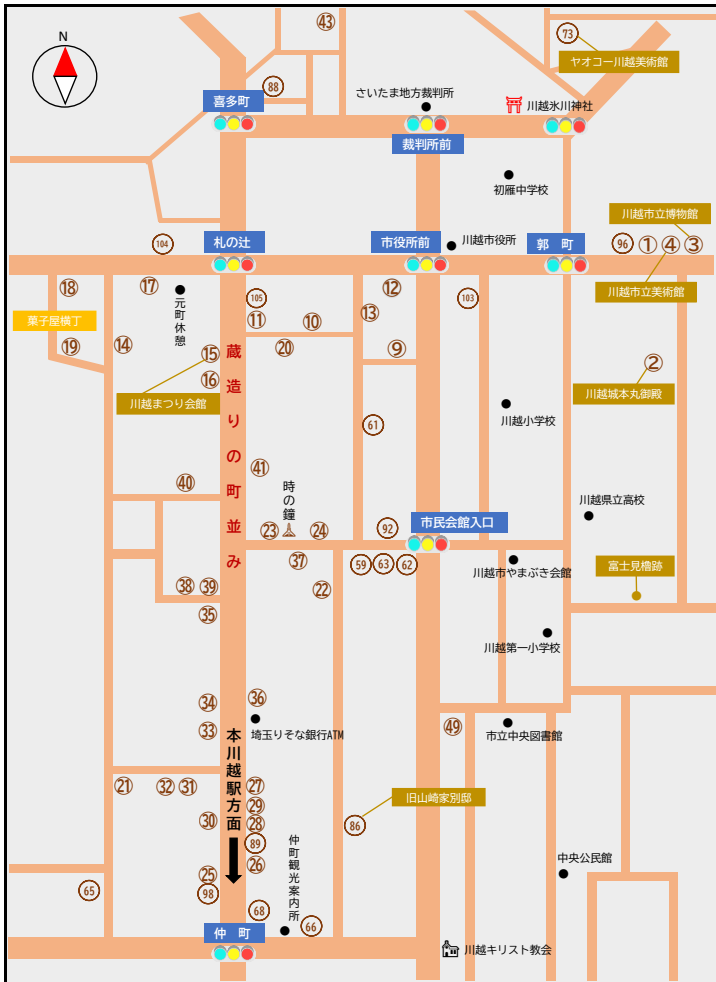 N
㊸
73
ヤオコー川越美術館
88
喜多町
さいたま地方裁判所
川越氷川神社
裁判所前
初雁中学校
川越市立博物館
104
札の辻
市役所前
川越市役所
郭 町
96
①
④
③
川越市立美術館
⑱
⑰
元町休憩
105
⑪
⑩
⑫
⑬
103
菓子屋横丁
⑲
⑭
⑮
⑳
⑨
②
川越まつり会館
⑯
蔵造りの町並み
川越城本丸御殿
川越小学校
61
㊶
㊵
時の鐘
川越県立高校
㉓
㉔
92
市民会館入口
㊲
59
63
62
川越市やまぶき会館
富士見櫓跡
㊳
㊴
㉒
㉟
川越第一小学校
㉞
㊱
㉝
埼玉りそな銀行ATM
㊾
市立中央図書館
本川越駅方面
㉑
㉜
㉛
㉗
㉙
㉚
㉘
旧山崎家別邸
86
89
㉖
仲町観光案内所
中央公民館
㉕
65
98
68
66
仲 町
川越キリスト教会